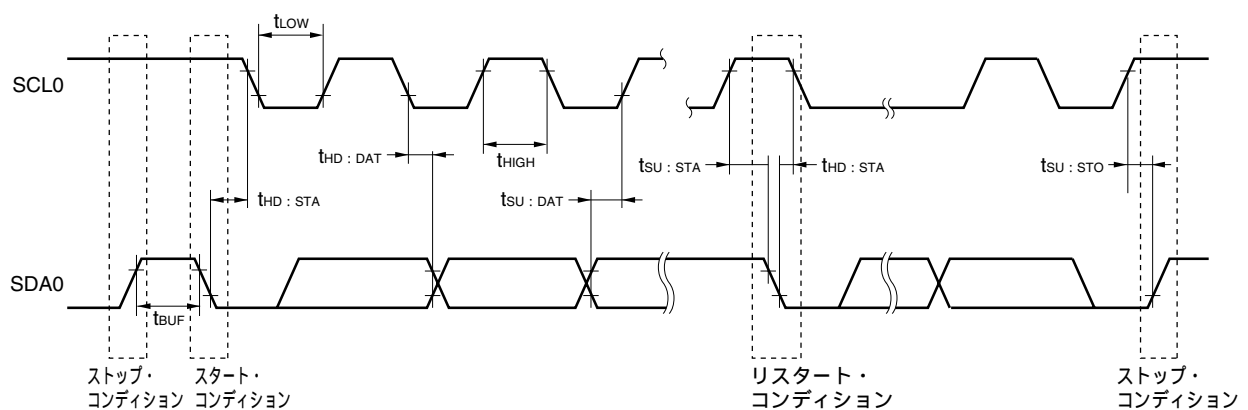 tLOW
SCL0
tHD : DAT
tHIGH
tSU : STA
tHD : STA
tSU : STO
tHD : STA
tSU : DAT
SDA0
tBUF
ストップ・
コンディション
スタート・
コンディション
リスタート・
コンディション
ストップ・
コンディション